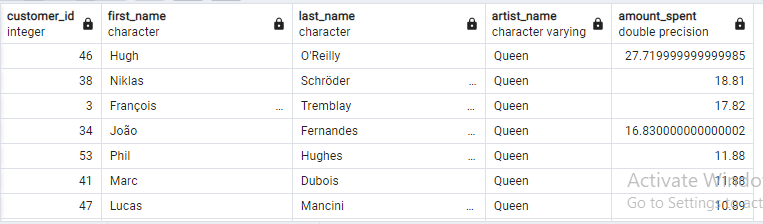 customer_id first_name last_name artist_name amount_spent
integer character character character varying double precision
46 Hugh O'Reilly Queen 27.719999999999985
38 Niklas Schröder ... Queen 18.81
3 François ... Tremblay ... Queen 17.82
34 João Fernandes ... Queen 16.830000000000002
53 Phil Hughes ... Queen 11.88
41 Marc Dubois Queen 11.88
47 Lucas Mancini ... Queen 10.89
Activate Windo
Go to Settings to act